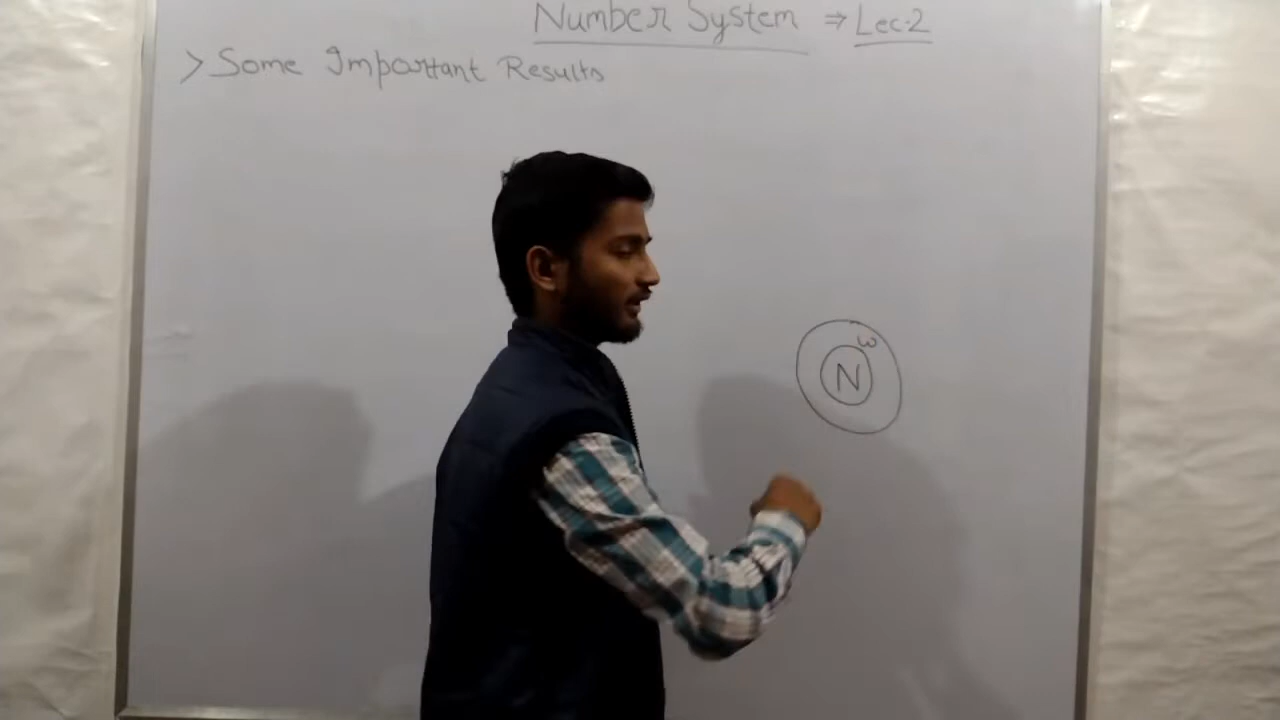 Number System ⇒ Lec-2
> Some Important Results
ω
N